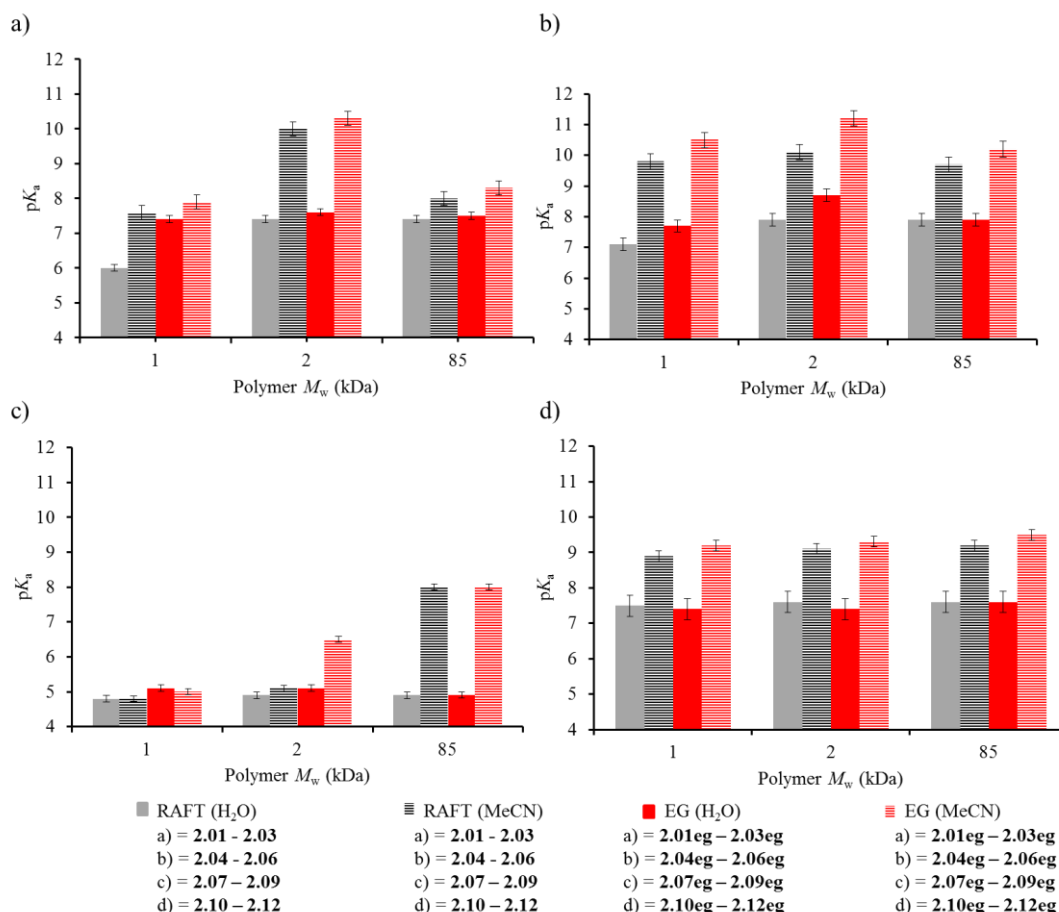 a)
12
11
10
9
8
7
6
5
4
pKa
1 2 85
Polymer Mw (kDa)
b)
12
11
10
9
8
7
6
5
4
pKa
1 2 85
Polymer Mw (kDa)
c)
12
11
10
9
8
7
6
5
4
pKa
1 2 85
Polymer Mw (kDa)
d)
12
11
10
9
8
7
6
5
4
pKa
1 2 85
Polymer Mw (kDa)
RAFT (H₂O)
a) = 2.01 - 2.03
b) = 2.04 - 2.06
c) = 2.07 – 2.09
d) = 2.10 – 2.12
RAFT (MeCN)
a) = 2.01 - 2.03
b) = 2.04 - 2.06
c) = 2.07 – 2.09
d) = 2.10 – 2.12
EG (H₂O)
a) = 2.01eg – 2.03eg
b) = 2.04eg – 2.06eg
c) = 2.07eg – 2.09eg
d) = 2.10eg – 2.12eg
EG (MeCN)
a) = 2.01eg – 2.03eg
b) = 2.04eg – 2.06eg
c) = 2.07eg – 2.09eg
d) = 2.10eg – 2.12eg